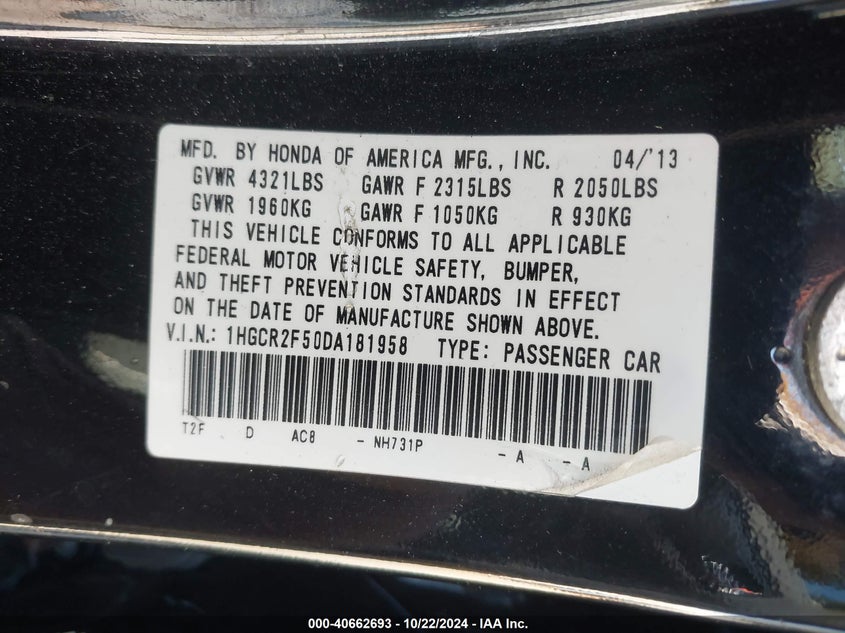 MFD. BY HONDA OF AMERICA MFG., INC. 04/'13
GVWR 4321LBS GAWR F 2315LBS R 2050LBS
GVWR 1960KG GAWR F 1050KG R 930KG
THIS VEHICLE CONFORMS TO ALL APPLICABLE
FEDERAL MOTOR VEHICLE SAFETY, BUMPER,
AND THEFT PREVENTION STANDARDS IN EFFECT
ON THE DATE OF MANUFACTURE SHOWN ABOVE.
V.I.N.: 1HGCR2F50DA181958 TYPE: PASSENGER CAR
T2F D AC8 - NH731P - A - A
000-40662693 - 10/22/2024 - IAA Inc.